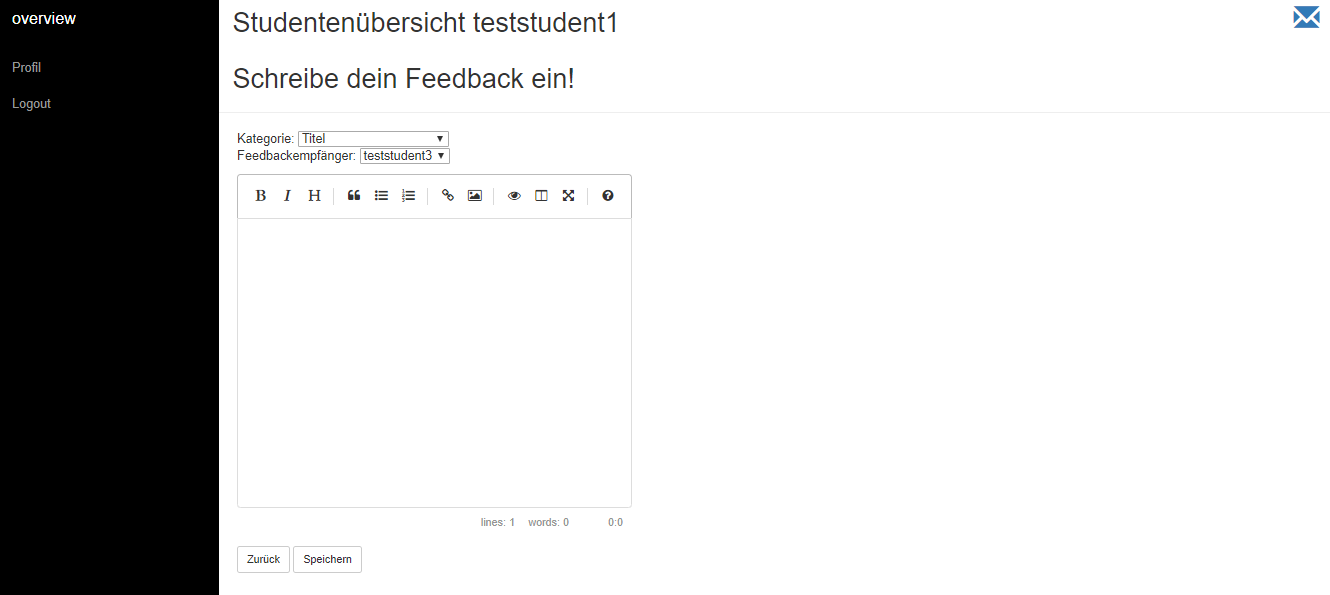 overview
Profil
Logout
Studentenübersicht teststudent1
Schreibe dein Feedback ein!
Kategorie: Titel
Feedbackempfänger: teststudent3
B I H
lines: 1 words: 0 0:0
Zurück Speichern